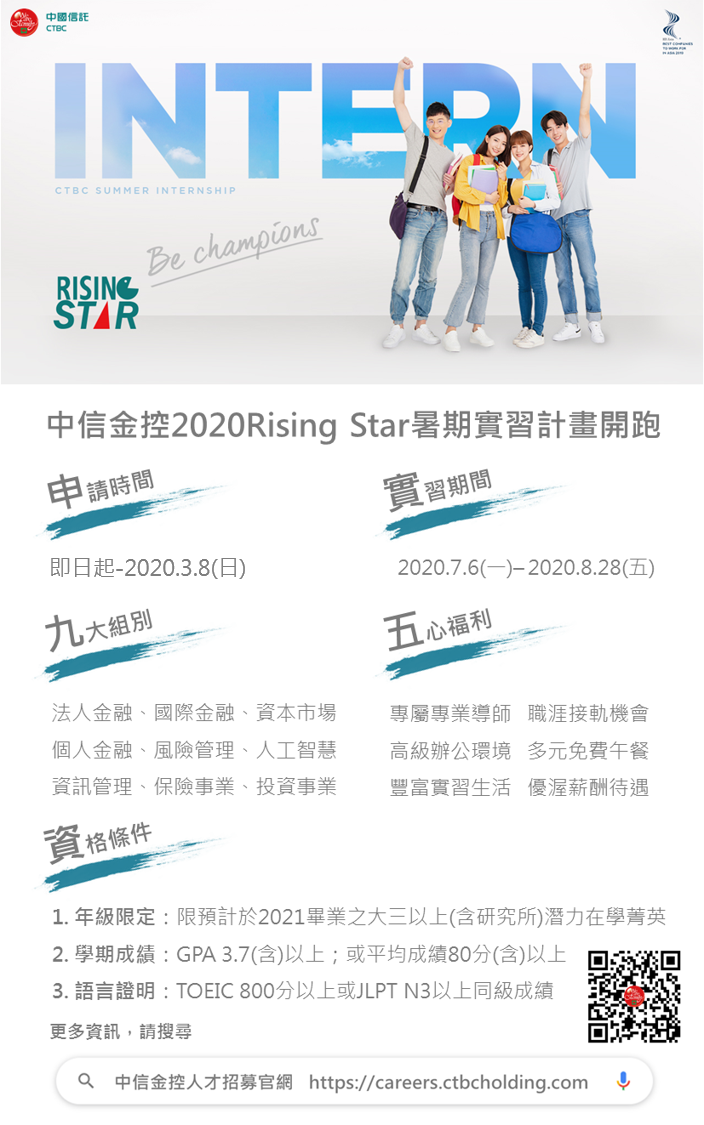 中國信託
CTBC
BEST COMPANIES
TO WORK FOR
IN ASIA 2019
INTERN
CTBC SUMMER INTERNSHIP
Be champions
RISING
STAR
中信金控2020Rising Star暑期實習計畫開跑
申請時間
實習期間
即日起-2020.3.8(日)
2020.7.6(一)–2020.8.28(五)
九大組別
五心福利
法人金融、國際金融、資本市場
專屬專業導師 職涯接軌機會
個人金融、風險管理、人工智慧
高級辦公環境 多元免費午餐
資訊管理、保險事業、投資事業
豐富實習生活 優渥薪酬待遇
資格條件
1. 年級限定：限預計於2021畢業之大三以上(含研究所)潛力在學菁英
2. 學期成績：GPA 3.7(含)以上；或平均成績80分(含)以上
3. 語言證明：TOEIC 800分以上或JLPT N3以上同級成績
更多資訊，請搜尋
中信金控人才招募官網 https://careers.ctbcholding.com